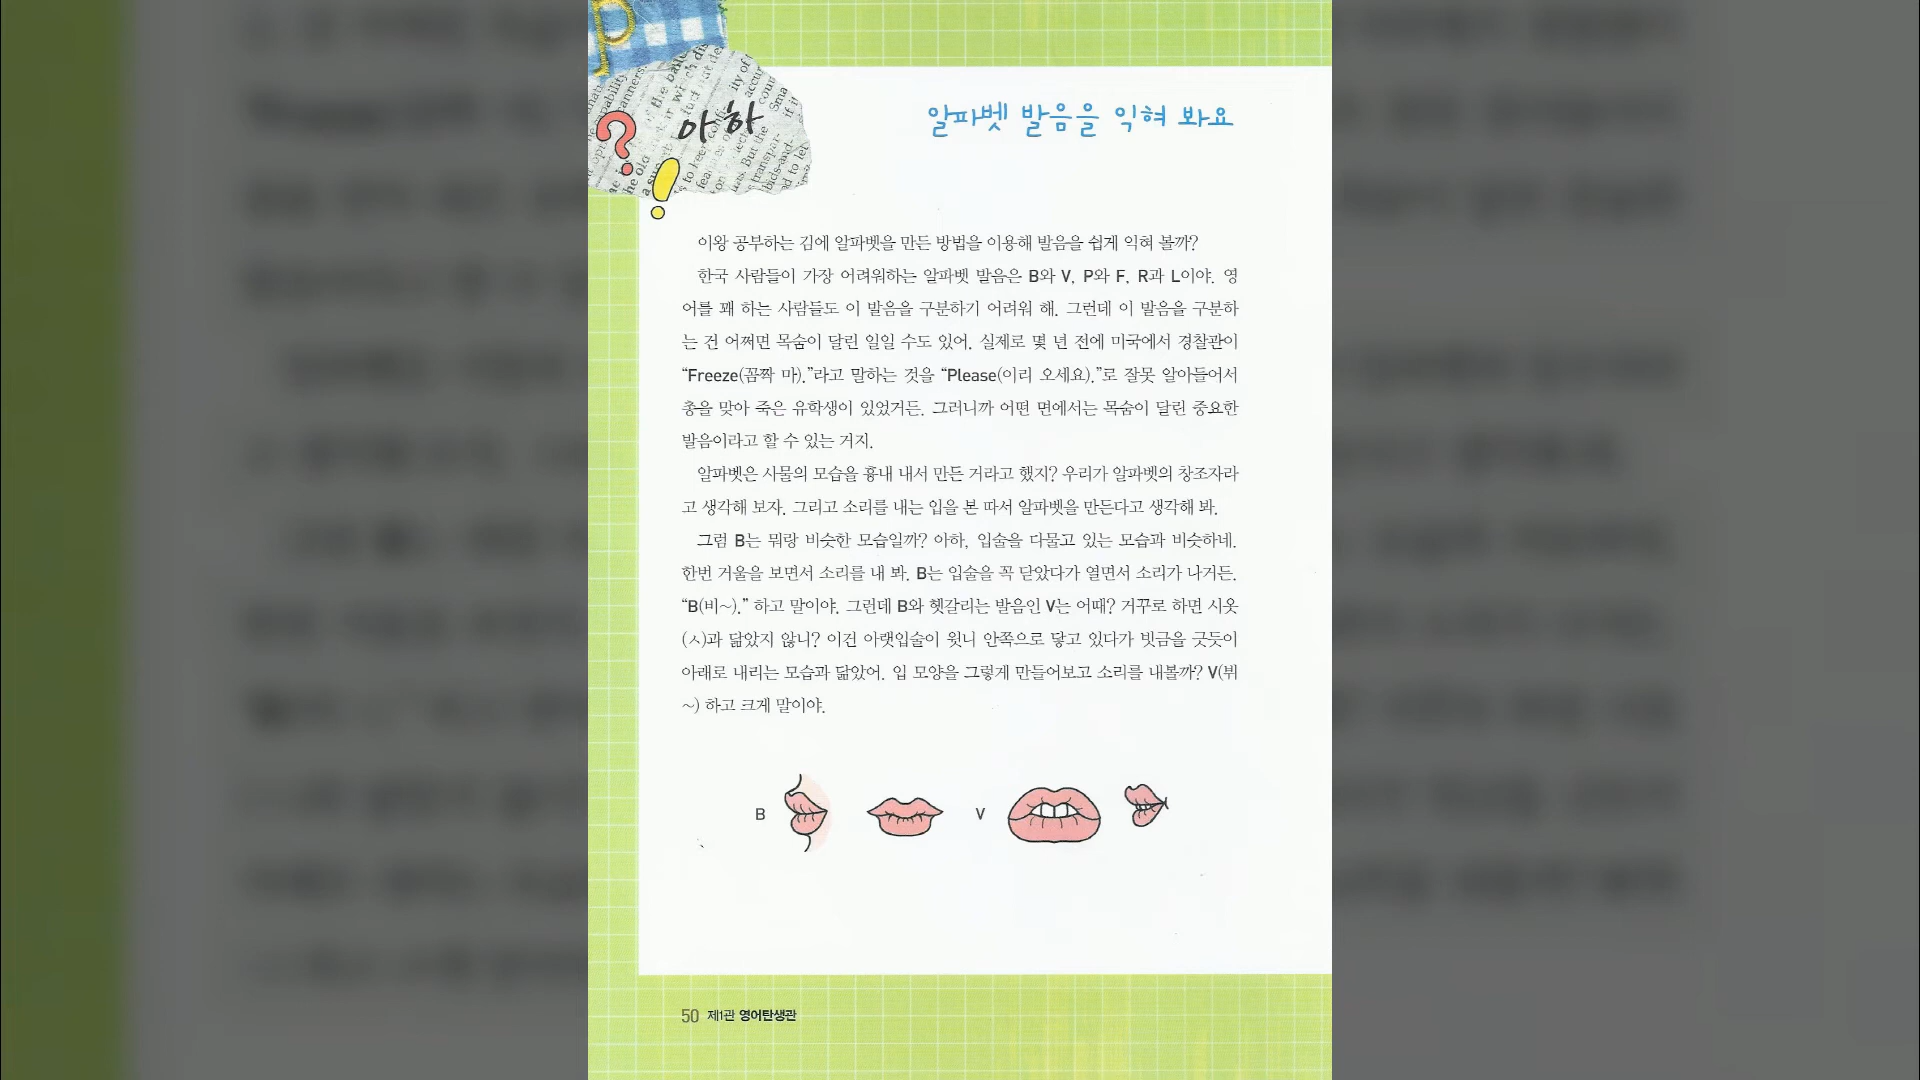 아하
알파벳 발음을 익혀 봐요
이왕 공부하는 김에 알파벳을 만든 방법을 이용해 발음을 쉽게 익혀 볼까?
한국 사람들이 가장 어려워하는 알파벳 발음은 B와 V, P와 F, R과 L이야. 영
어를 꽤 하는 사람들도 이 발음을 구분하기 어려워 해. 그런데 이 발음을 구분하
는 건 어쩌면 목숨이 달린 일일 수도 있어. 실제로 몇 년 전에 미국에서 경찰관이
“Freeze(꼼짝 마).”라고 말하는 것을 “Please(이리 오세요).”로 잘못 알아들어서
총을 맞아 죽은 유학생이 있었거든. 그러니까 어떤 면에서는 목숨이 달린 중요한
발음이라고 할 수 있는 거지.
알파벳은 사물의 모습을 흉내 내서 만든 거라고 했지? 우리가 알파벳의 창조자라
고 생각해 보자. 그리고 소리를 내는 입을 본 따서 알파벳을 만든다고 생각해 봐.
그럼 B는 뭐랑 비슷한 모습일까? 아하, 입술을 다물고 있는 모습과 비슷하네.
한번 거울을 보면서 소리를 내 봐. B는 입술을 꼭 닫았다가 열면서 소리가 나거든.
“B(비~).” 하고 말이야. 그런데 B와 헷갈리는 발음인 V는 어때? 거꾸로 하면 시옷
(ㅅ)과 닮았지 않니? 이건 아랫입술이 윗니 안쪽으로 닿고 있다가 빗금을 긋듯이
아래로 내리는 모습과 닮았어. 입 모양을 그렇게 만들어보고 소리를 내볼까? V(뷔
~) 하고 크게 말이야.
B V
50 제1관 영어탄생관